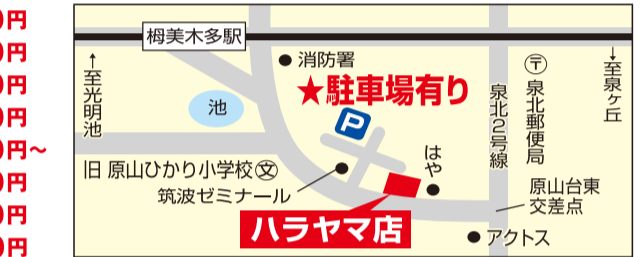 円
円
円
円
円～
円
円
円
栂美木多駅
↑至光明池
消防署
★駐車場有り
P
池
旧 原山ひかり小学校 文
筑波ゼミナール
はや
ハラヤマ店
泉北2号線
〒 泉北郵便局
↓至泉ヶ丘
原山台東
交差点
アクトス